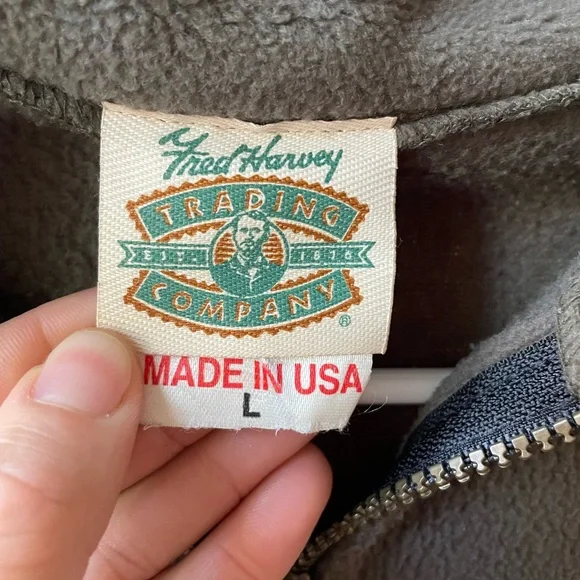 Fred Harvey
TRADING
EST. 1876
COMPANY
®
MADE IN USA
L